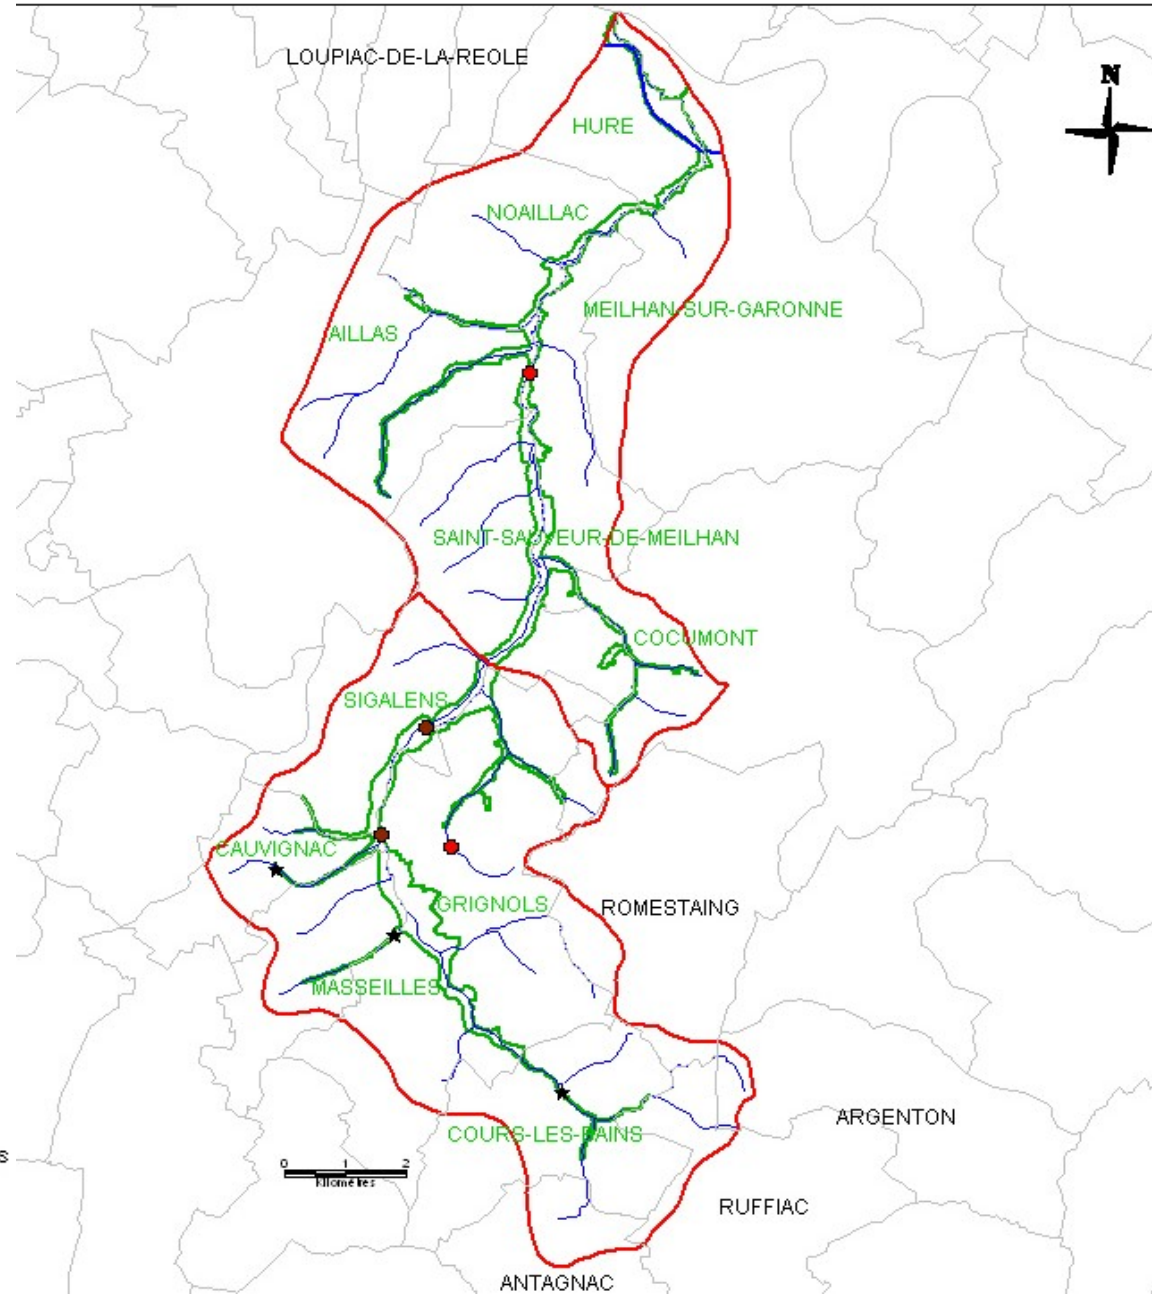 LOUPIAC-DE-LA-REOLE
N
HURE
NOAILLAC
MEILHAN-SUR-GARONNE
AILLAS
SAINT-SAUVEUR-DE-MEILHAN
COCUMONT
SIGALENS
CAUVIGNAC
GRIGNOLS
ROMESTAING
MASSEILLES
ARGENTON
COURS-LES-BAINS
S
0 1 2
Kilomètres
RUFFIAC
ANTAGNAC